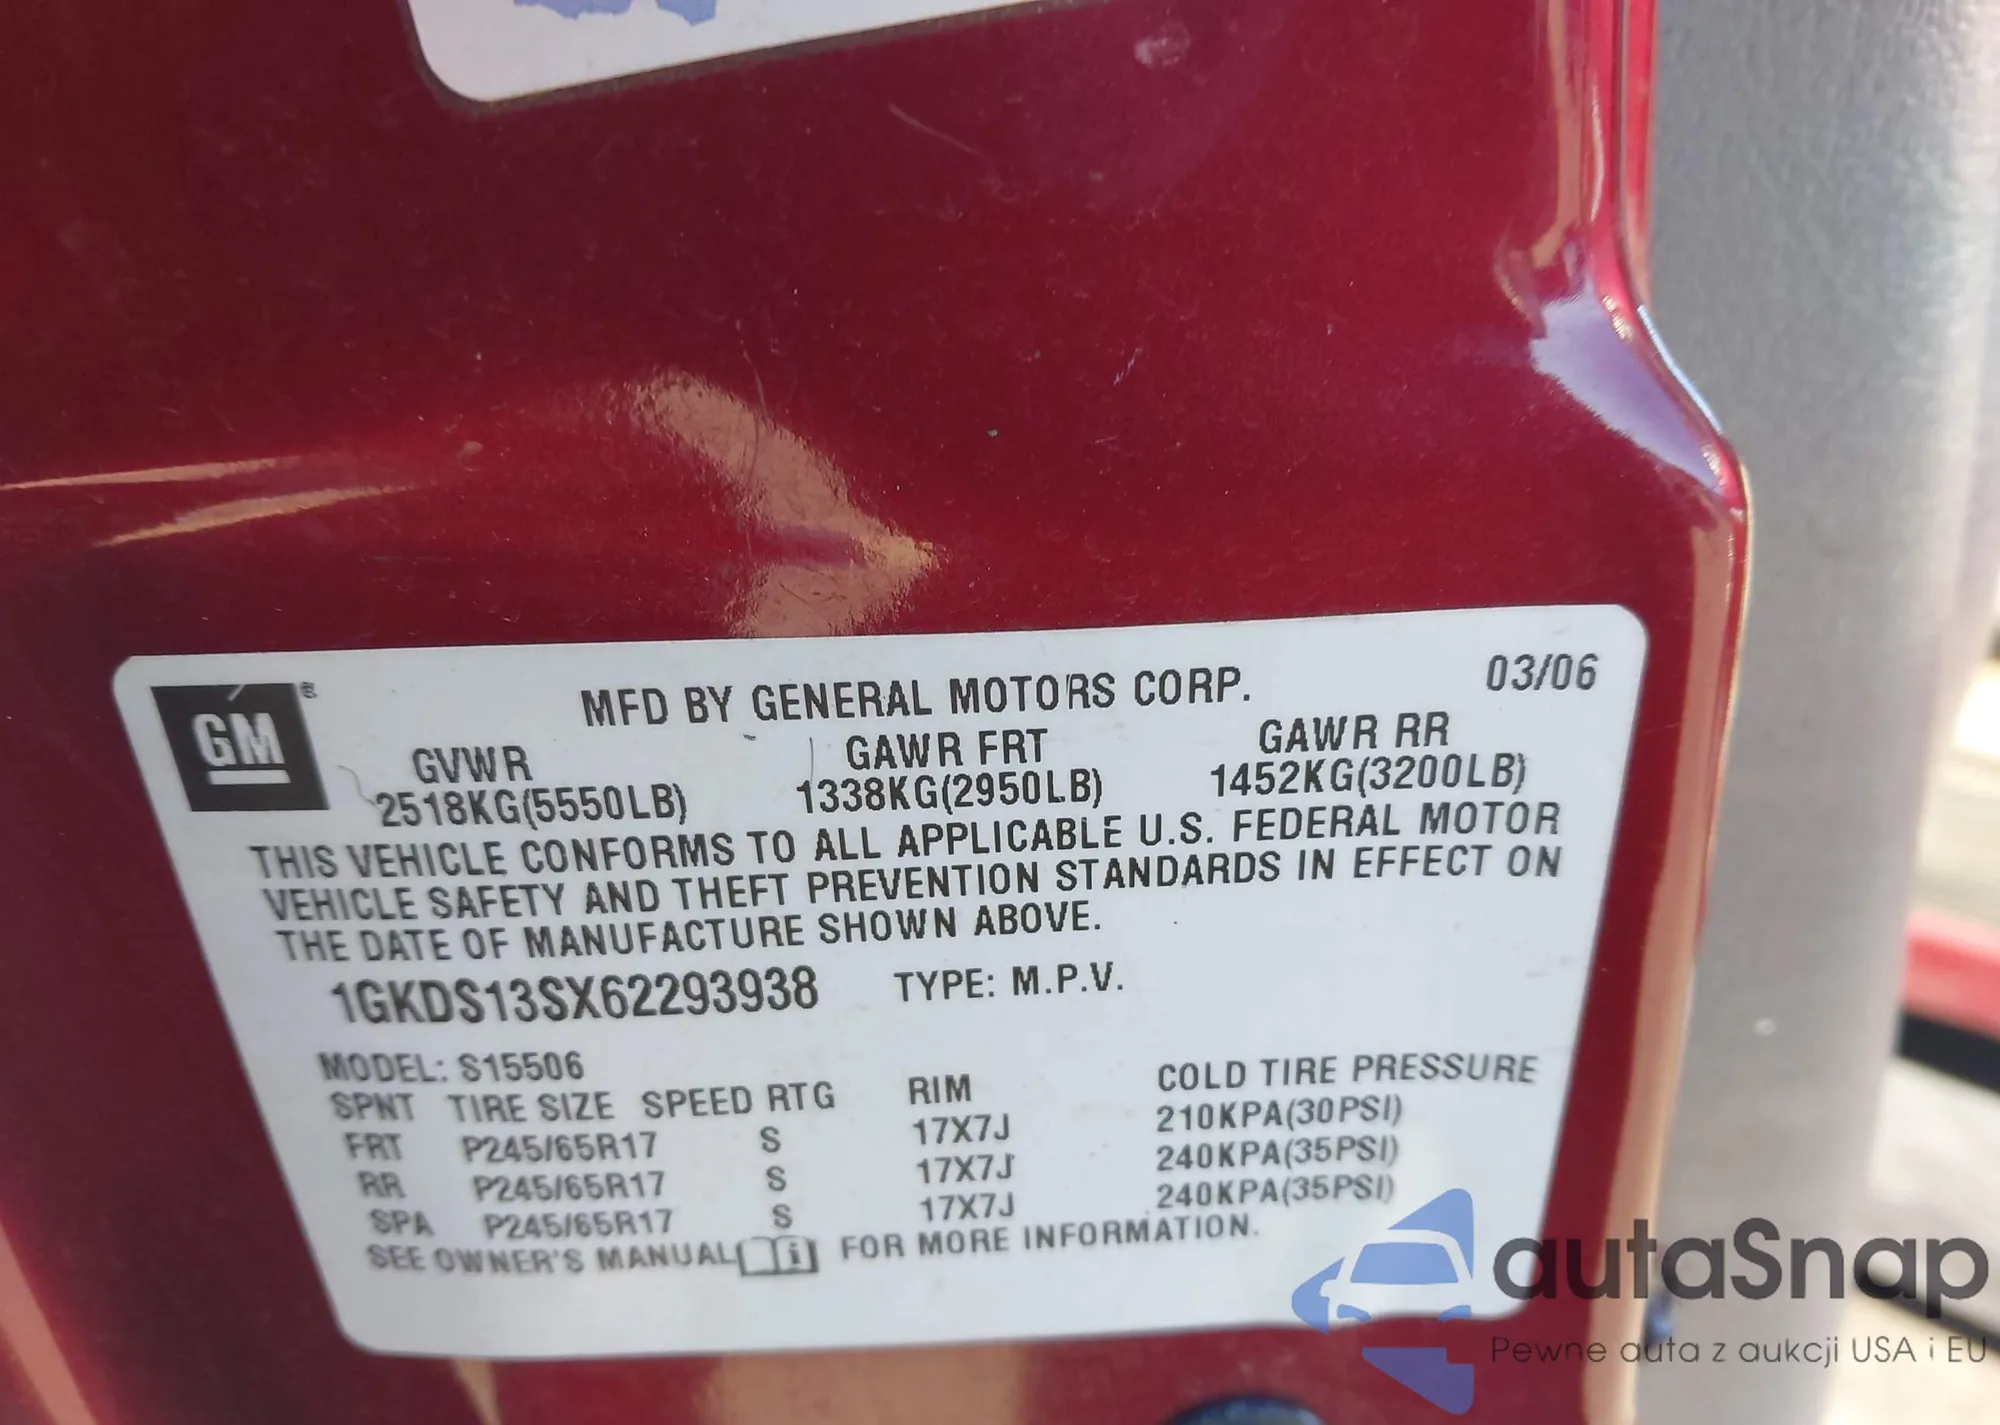 GM ®
MFD BY GENERAL MOTORS CORP. 03/06
GVWR GAWR FRT GAWR RR
2518KG(5550LB) 1338KG(2950LB) 1452KG(3200LB)
THIS VEHICLE CONFORMS TO ALL APPLICABLE U.S. FEDERAL MOTOR
VEHICLE SAFETY AND THEFT PREVENTION STANDARDS IN EFFECT ON
THE DATE OF MANUFACTURE SHOWN ABOVE.
1GKDS13SX62293938 TYPE: M.P.V.
MODEL: S15506
SPNT TIRE SIZE SPEED RTG RIM COLD TIRE PRESSURE
FRT P245/65R17 S 17X7J 210KPA(30PSI)
RR P245/65R17 S 17X7J 240KPA(35PSI)
SPA P245/65R17 S 17X7J 240KPA(35PSI)
SEE OWNER'S MANUAL i FOR MORE INFORMATION.
autaSnap
Pewne auta z aukcji USA i EU